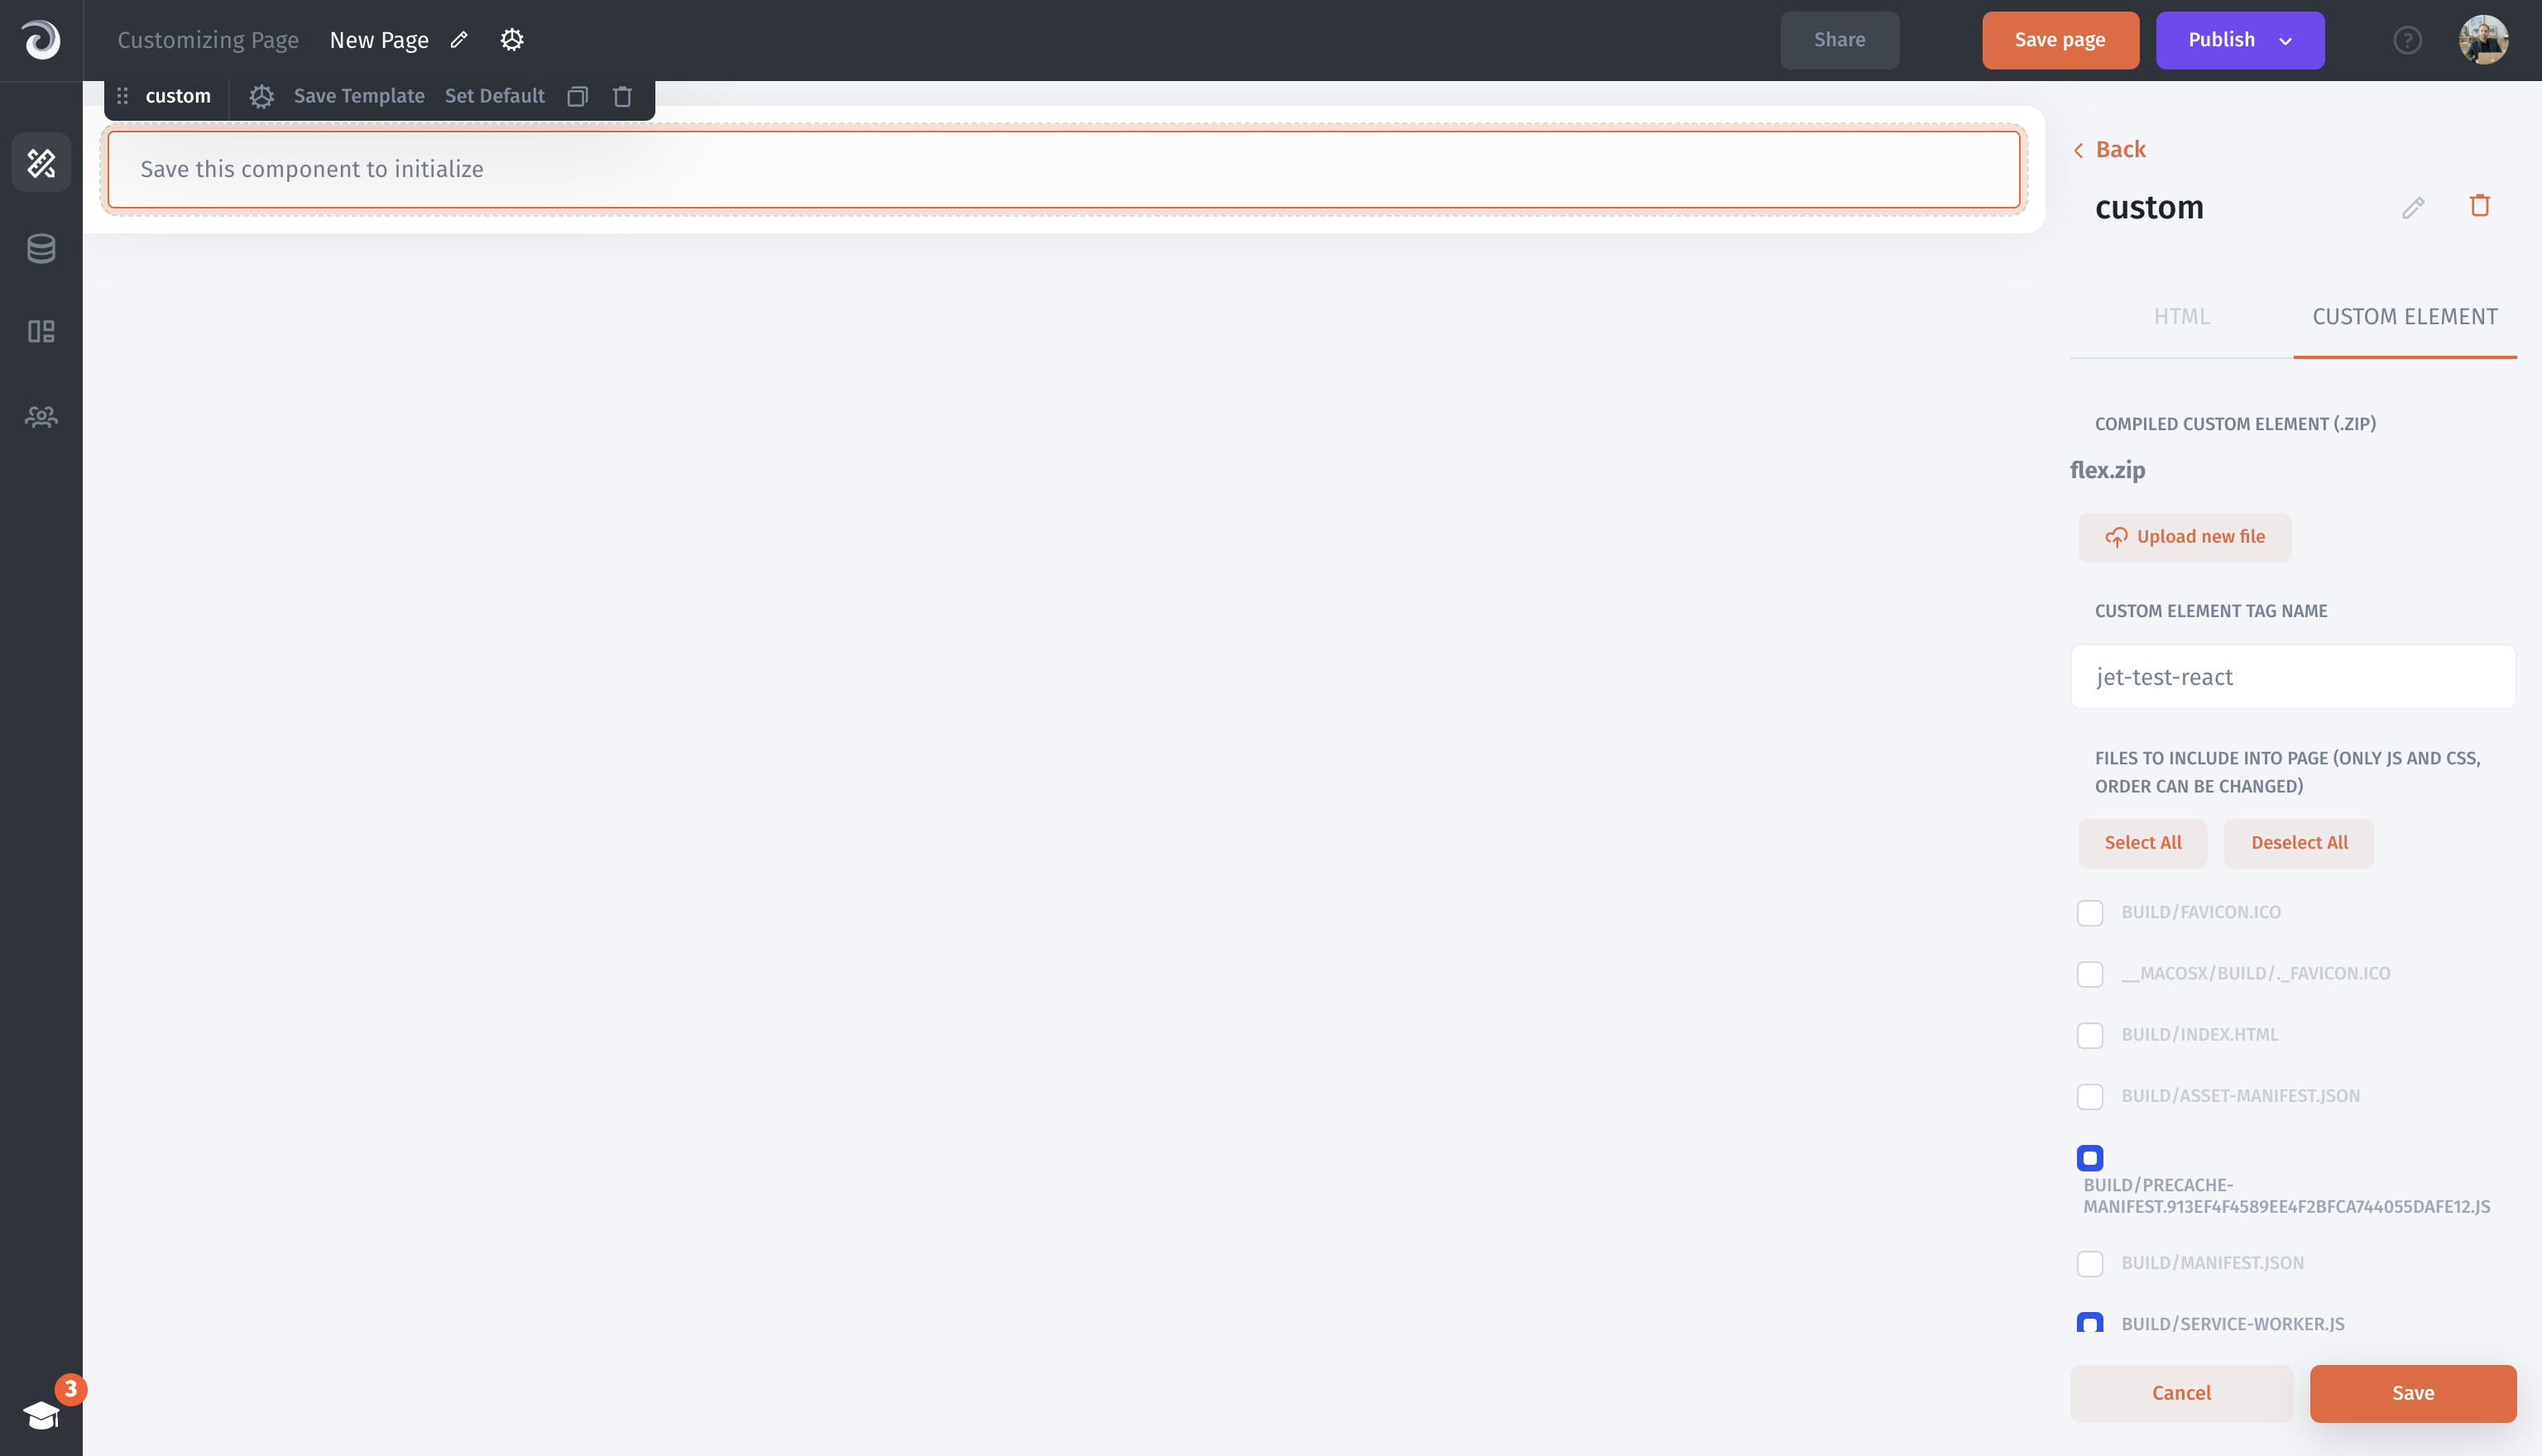 Customizing Page New Page Share Save page Publish ?
custom Save Template Set Default
Save this component to initialize
Back
custom
HTML CUSTOM ELEMENT
COMPILED CUSTOM ELEMENT (.ZIP)
flex.zip
Upload new file
CUSTOM ELEMENT TAG NAME
jet-test-react
FILES TO INCLUDE INTO PAGE (ONLY JS AND CSS,
ORDER CAN BE CHANGED)
Select All Deselect All
BUILD/FAVICON.ICO
__MACOSX/BUILD/._FAVICON.ICO
BUILD/INDEX.HTML
BUILD/ASSET-MANIFEST.JSON
BUILD/PRECACHE-
MANIFEST.913EF4F4589EE4F2BFCA744055DAFE12.JS
BUILD/MANIFEST.JSON
BUILD/SERVICE-WORKER.JS
3
Cancel Save